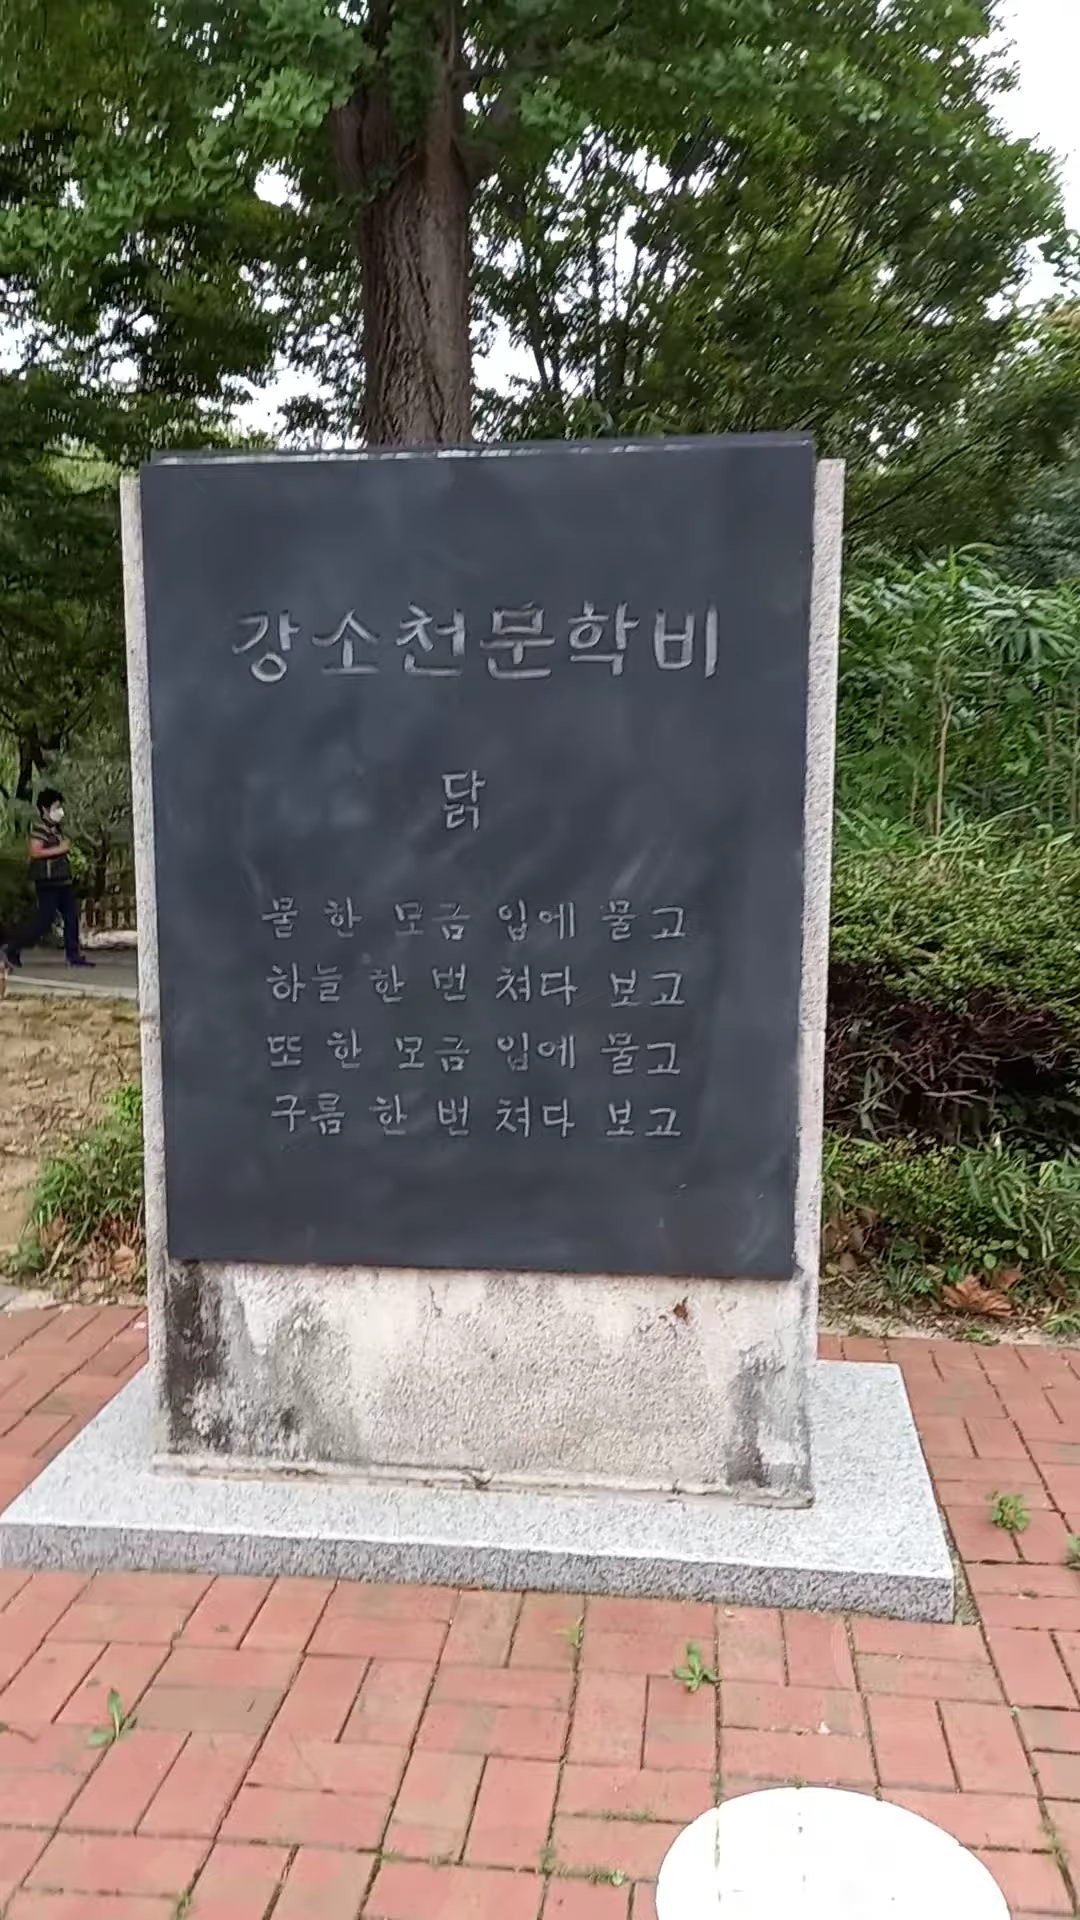 강소천문학비
닭
물 한 모금 입에 물고
하늘 한 번 쳐다 보고
또 한 모금 입에 물고
구름 한 번 쳐다 보고